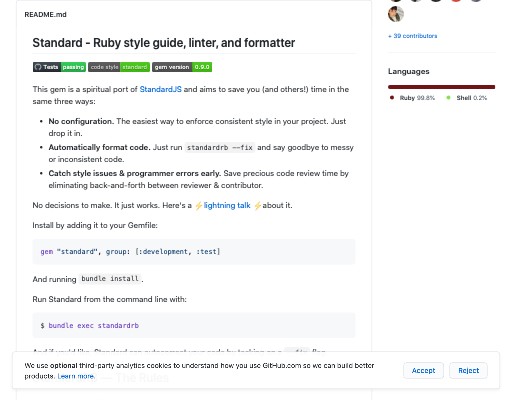 README.md
Standard - Ruby style guide, linter, and formatter
Tests passing code style standard gem version 0.9.0
This gem is a spiritual port of StandardJS and aims to save you (and others!) time in the
same three ways:
• No configuration. The easiest way to enforce consistent style in your project. Just
drop it in.
• Automatically format code. Just run standardrb --fix and say goodbye to messy
or inconsistent code.
• Catch style issues & programmer errors early. Save precious code review time by
eliminating back-and-forth between reviewer & contributor.
No decisions to make. It just works. Here's a ⚡lightning talk ⚡about it.
Install by adding it to your Gemfile:
gem "standard", group: [:development, :test]
And running bundle install.
Run Standard from the command line with:
$ bundle exec standardrb
We use optional third-party analytics cookies to understand how you use GitHub.com so we can build better
products. Learn more.
Accept Reject
+ 39 contributors
Languages
Ruby 99.8% Shell 0.2%